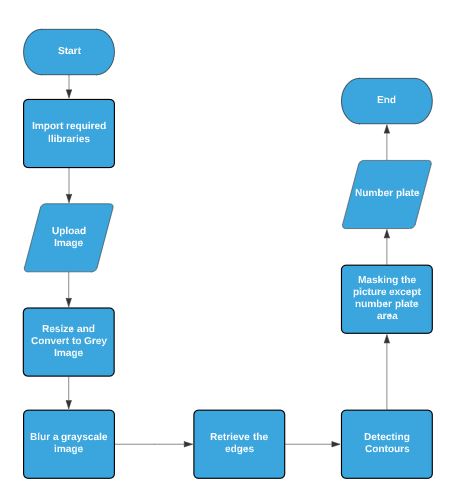 Start
Import required
llibraries
Upload
Image
Resize and
Convert to Grey
Image
Blur a grayscale
image
Retrieve the
edges
Detecting
Contours
Masking the
picture except
number plate
area
Number plate
End